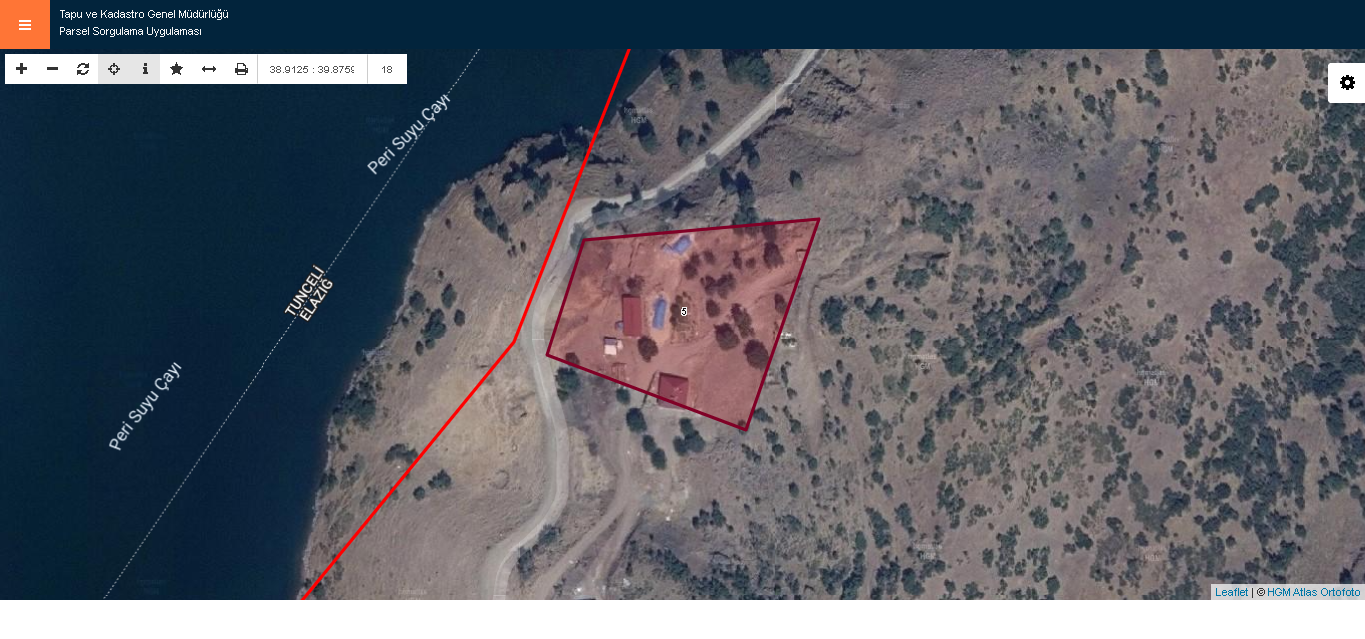 Tapu ve Kadastro Genel Müdürlüğü
Parsel Sorgulama Uygulaması
38.9125 : 39.8759
18
Peri Suyu Çayı
TUNCELİ
ELAZIĞ
5
Peri Suyu Çayı
Leaflet | © HGM Atlas Ortofoto